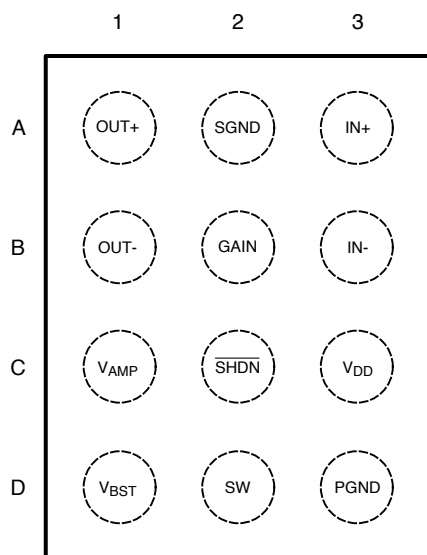 1 2 3
A OUT+ SGND IN+
B OUT- GAIN IN-
C VAMP SHDN VDD
D VBST SW PGND